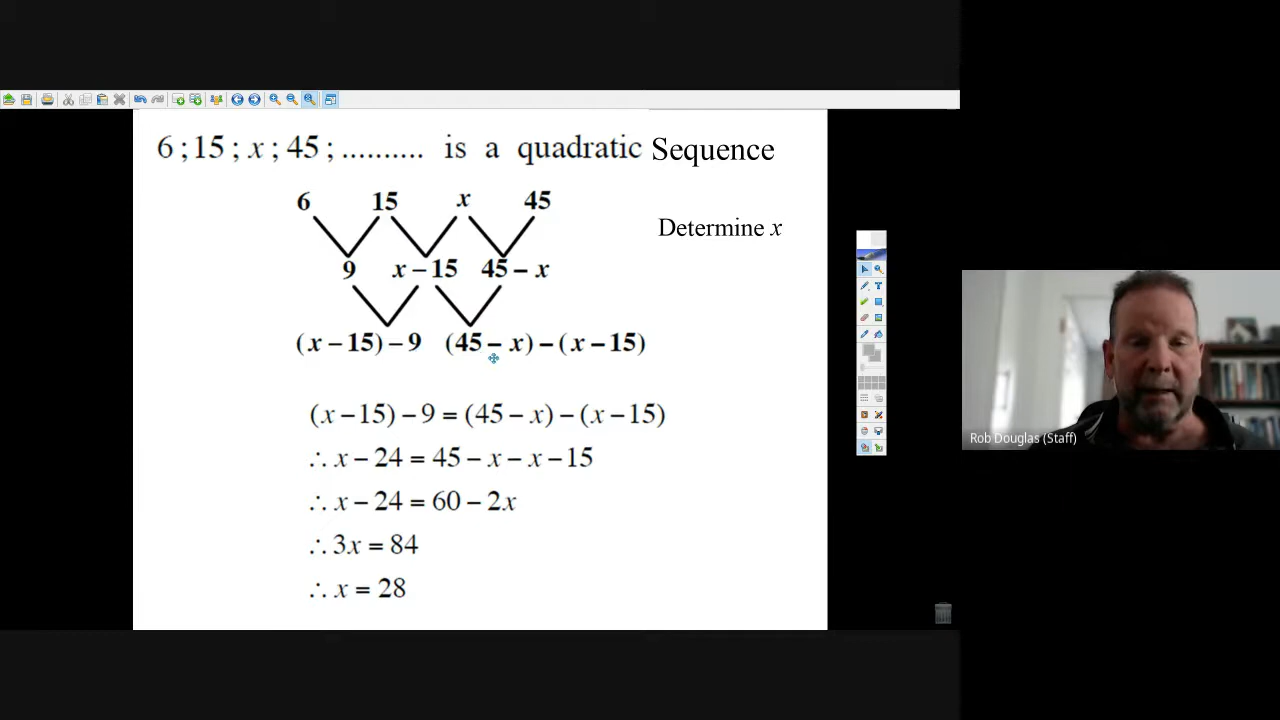 6 ; 15 ; x ; 45 ; .......... is a quadratic Sequence
6 15 x 45
Determine x
9 x − 15 45 − x
(x − 15) − 9 (45 − x) − (x − 15)
(x − 15) − 9 = (45 − x) − (x − 15)
∴ x − 24 = 45 − x − x − 15
∴ x − 24 = 60 − 2x
∴ 3x = 84
∴ x = 28
Rob Douglas (Staff)